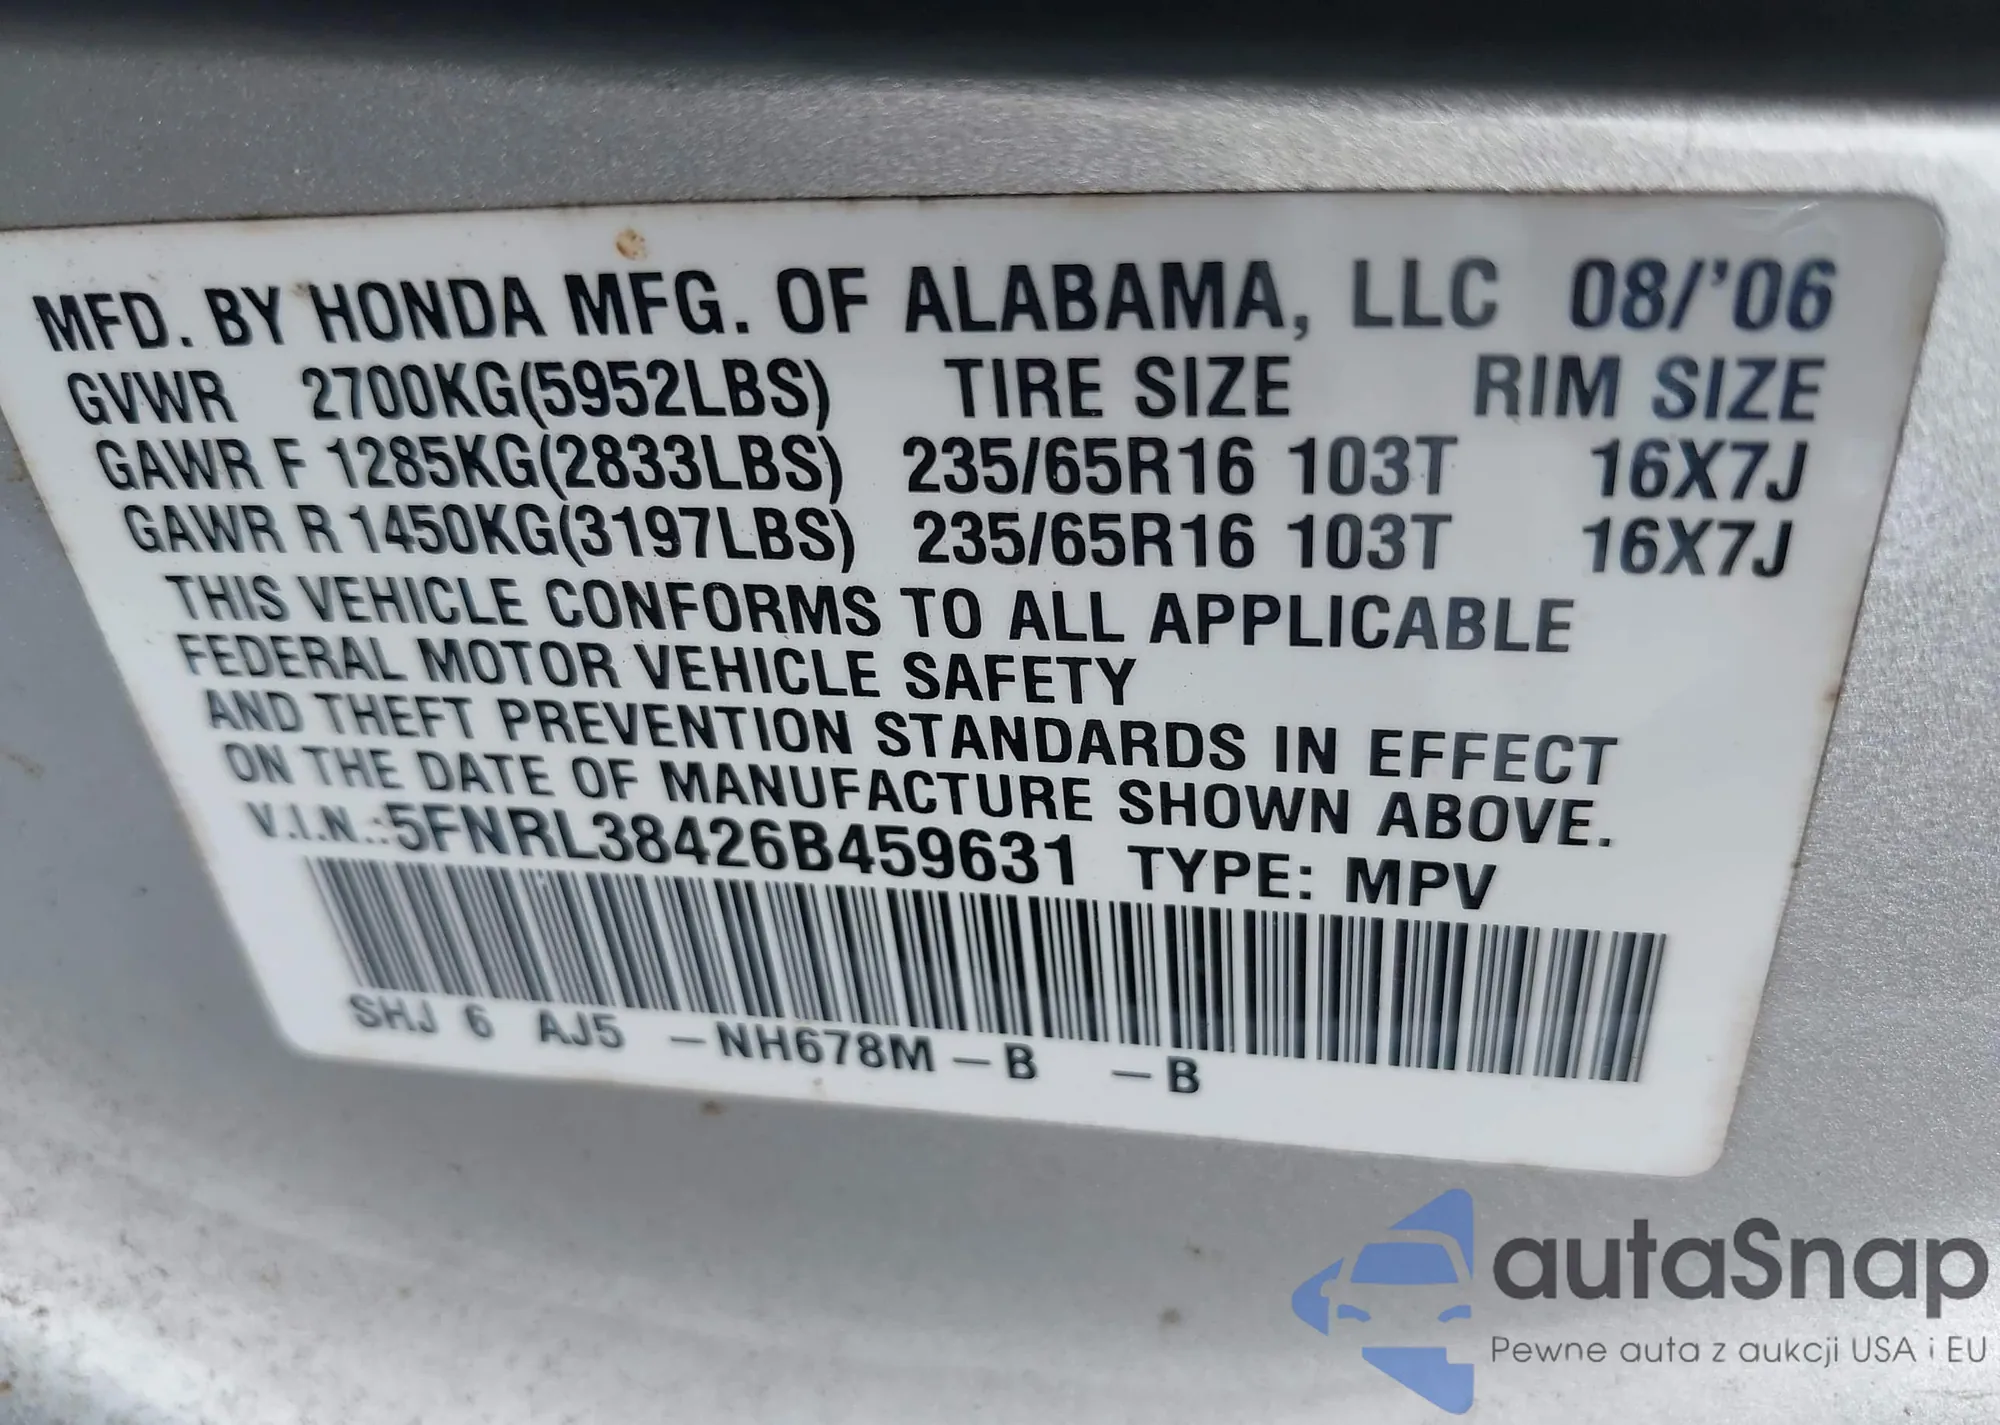 MFD. BY HONDA MFG. OF ALABAMA, LLC 08/'06
GVWR 2700KG(5952LBS) TIRE SIZE RIM SIZE
GAWR F 1285KG(2833LBS) 235/65R16 103T 16X7J
GAWR R 1450KG(3197LBS) 235/65R16 103T 16X7J
THIS VEHICLE CONFORMS TO ALL APPLICABLE
FEDERAL MOTOR VEHICLE SAFETY
AND THEFT PREVENTION STANDARDS IN EFFECT
ON THE DATE OF MANUFACTURE SHOWN ABOVE.
V.I.N.:5FNRL38426B459631 TYPE: MPV
SHJ 6 AJ5 –NH678M–B –B
autaSnap
Pewne auta z aukcji USA i EU